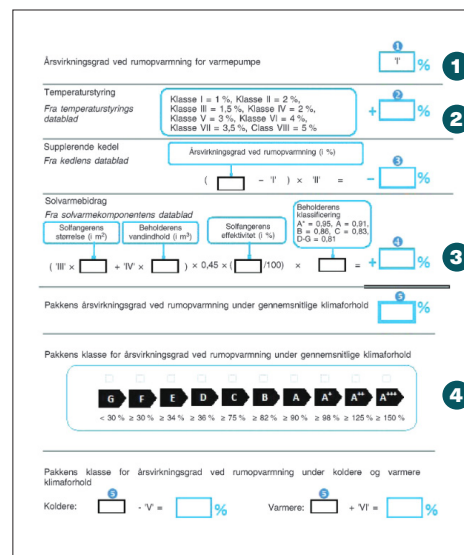 1
Årsvirkningsgrad ved rumopvarmning for varmepumpe 'I' % 1
Temperaturstyring
Fra temperaturstyrings
datablad
Klasse I = 1 %, Klasse II = 2 %,
Klasse III = 1,5 %, Klasse IV = 2 %,
Klasse V = 3 %, Klasse VI = 4 %,
Klasse VII = 3,5 %, Class VIII = 5 %
2
+ % 2
Supplerende kedel
Fra kedlens datablad
Årsvirkningsgrad ved rumopvarmning (i %)
3
( - 'I' ) × 'II' = - %
Solvarmebidrag
Fra solvarmekomponentens datablad
Solfangerens
størrelse (i m²)
Beholderens
vandindhold (i m³)
Solfangerens
effektivitet (i %)
Beholderens
klassificering
A* = 0,95, A = 0,91,
B = 0,86, C = 0,83,
D-G = 0,81
4
( 'III' × + 'IV' × ) × 0,45 × ( /100) × = + % 3
5
Pakkens årsvirkningsgrad ved rumopvarmning under gennemsnitlige klimaforhold %
Pakkens klasse for årsvirkningsgrad ved rumopvarmning under gennemsnitlige klimaforhold
G F E D C B A A⁺ A⁺⁺ A⁺⁺⁺ 4
< 30 % ≥ 30 % ≥ 34 % ≥ 36 % ≥ 75 % ≥ 82 % ≥ 90 % ≥ 98 % ≥ 125 % ≥ 150 %
Pakkens klasse for årsvirkningsgrad ved rumopvarmning under koldere og varmere
klimaforhold
5 5
Koldere: - 'V' = % Varmere: + 'VI' = %